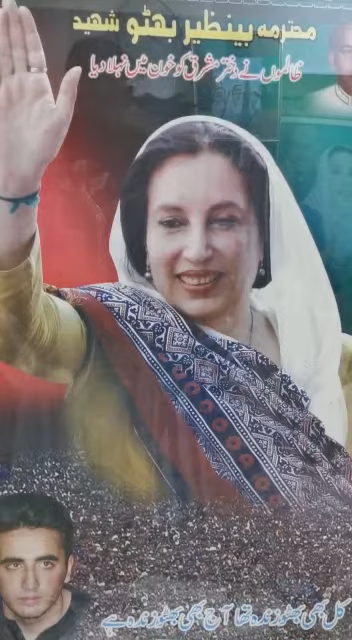 محترمہ بینظیر بھٹو شہید
ظالموں نے دختر مشرق کو خون میں نہلا دیا
کل بھی بھٹو زندہ تھا آج بھی بھٹو زندہ ہے